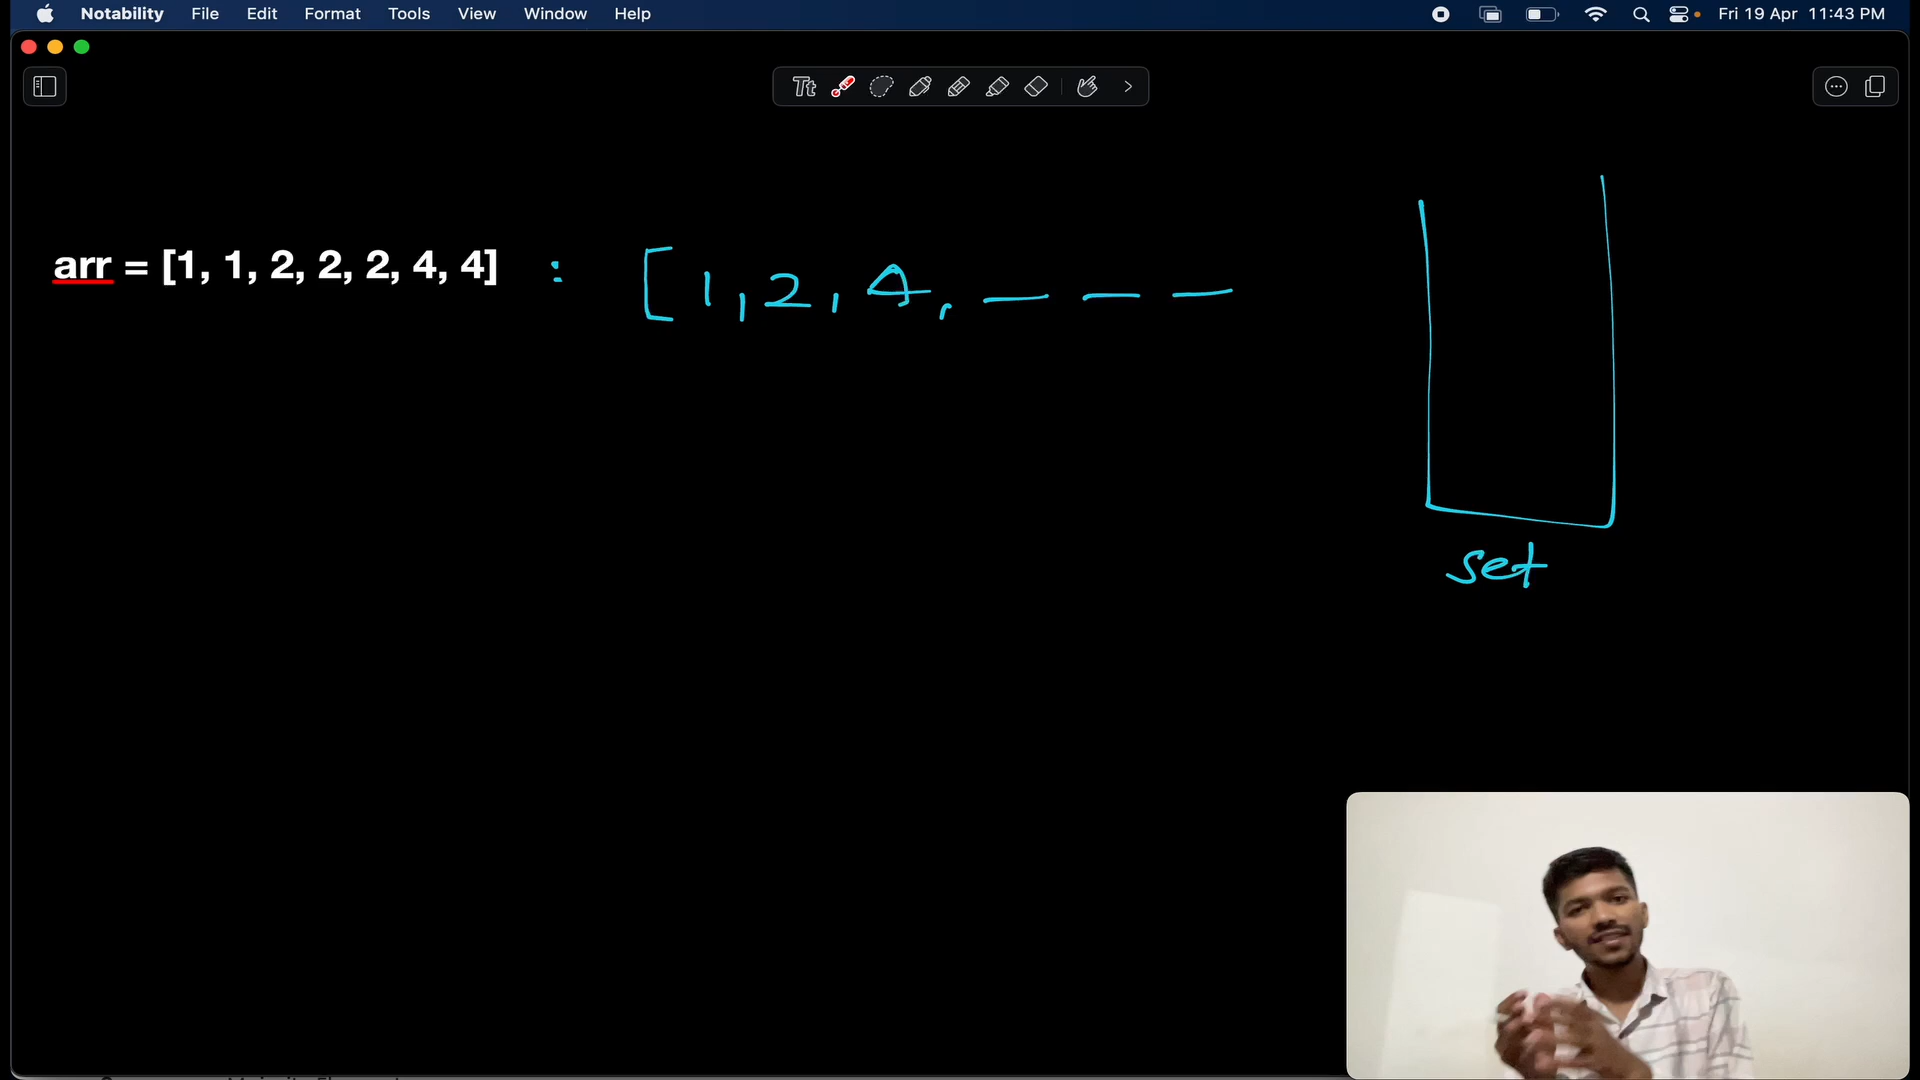 Notability File Edit Format Tools View Window Help Fri 19 Apr 11:43 PM
Tt
arr = [1, 1, 2, 2, 2, 4, 4] : [ 1, 2, 4, _ _ _
set